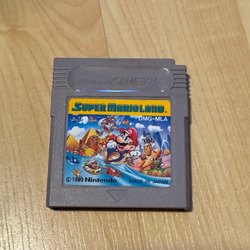 Nintendo GAME BOY
SUPER MARIOLAND
DMG-MLA
© 1989 Nintendo
MADE IN JAPAN